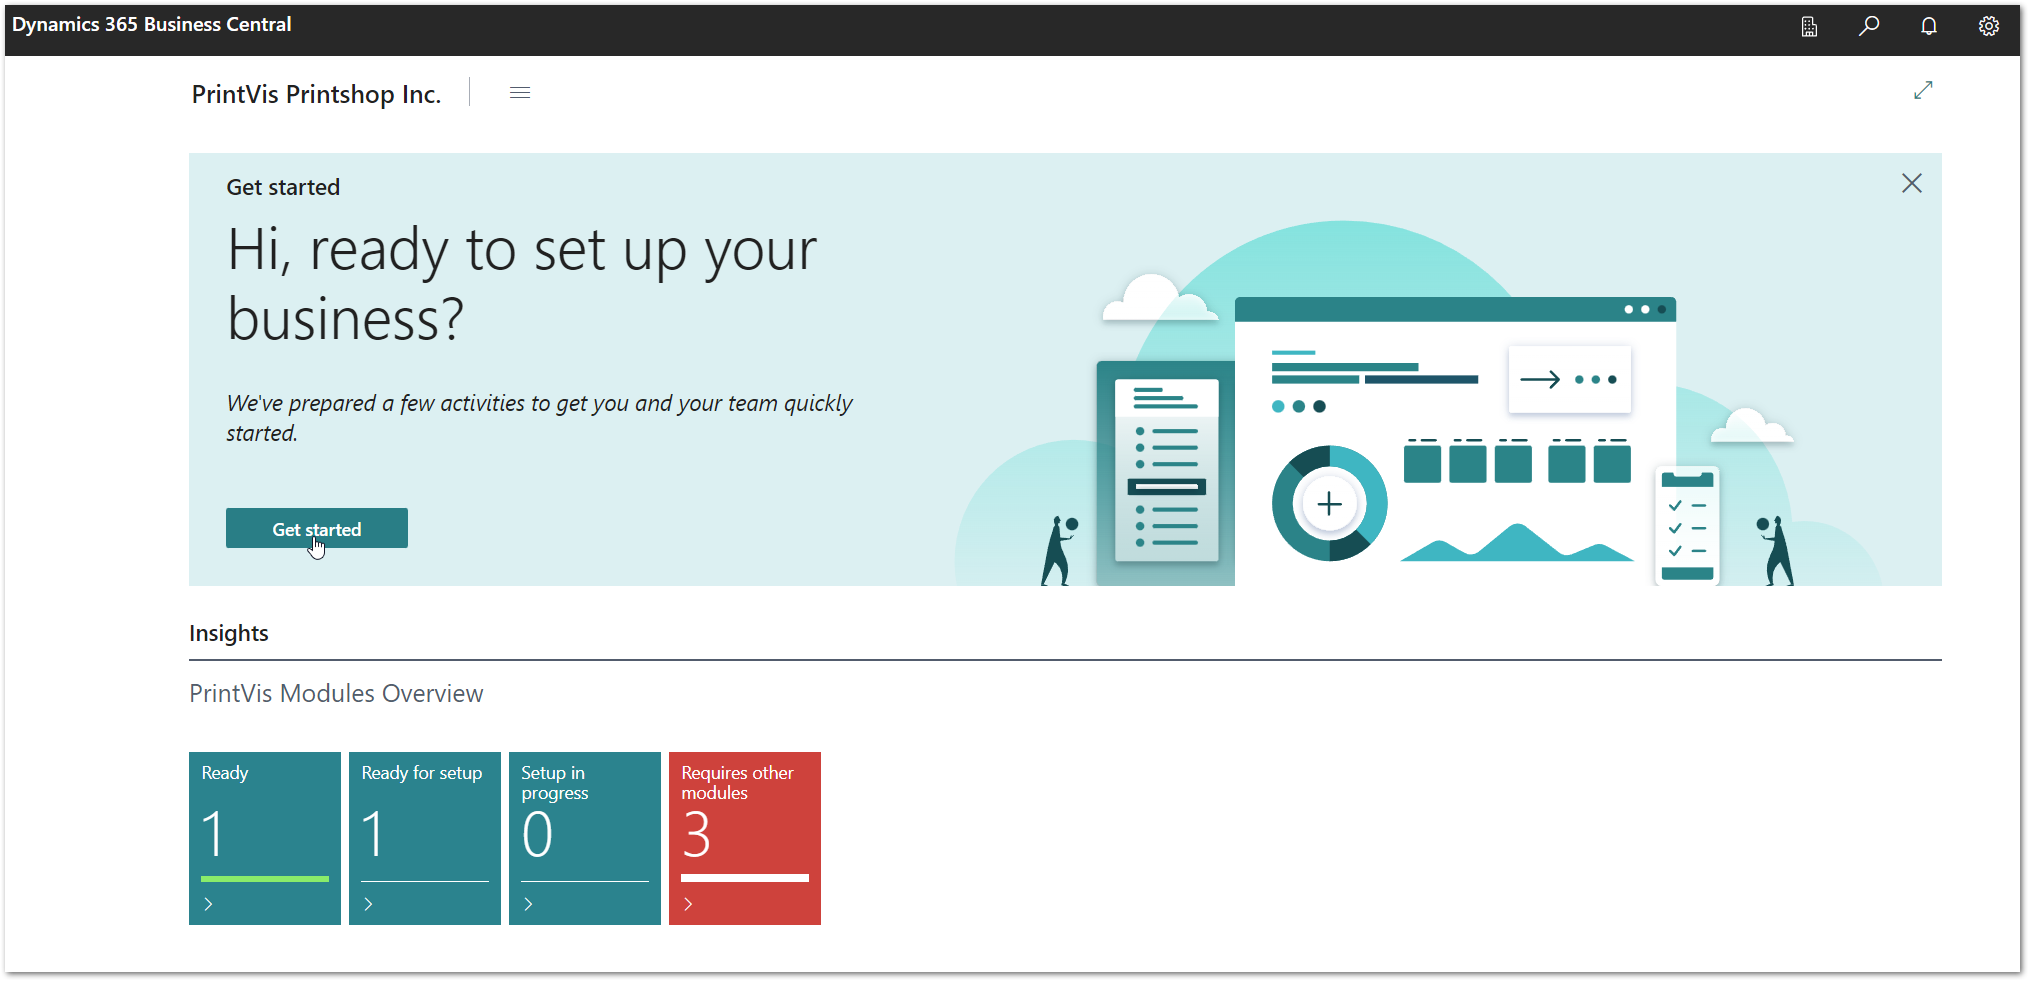 Dynamics 365 Business Central
PrintVis Printshop Inc.
Get started
Hi, ready to set up your
business?
We've prepared a few activities to get you and your team quickly
started.
Get started
Insights
PrintVis Modules Overview
Ready
1
Ready for setup
1
Setup in
progress
0
Requires other
modules
3